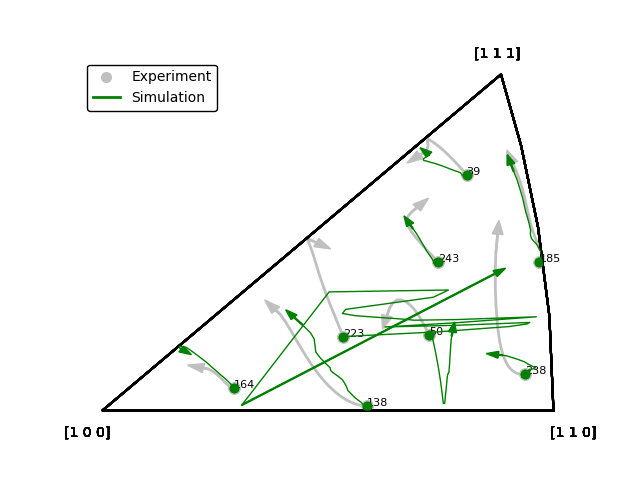 [1 1 1]
Experiment
Simulation
39
243
185
223
50
238
164
138
[1 0 0]
[1 1 0]